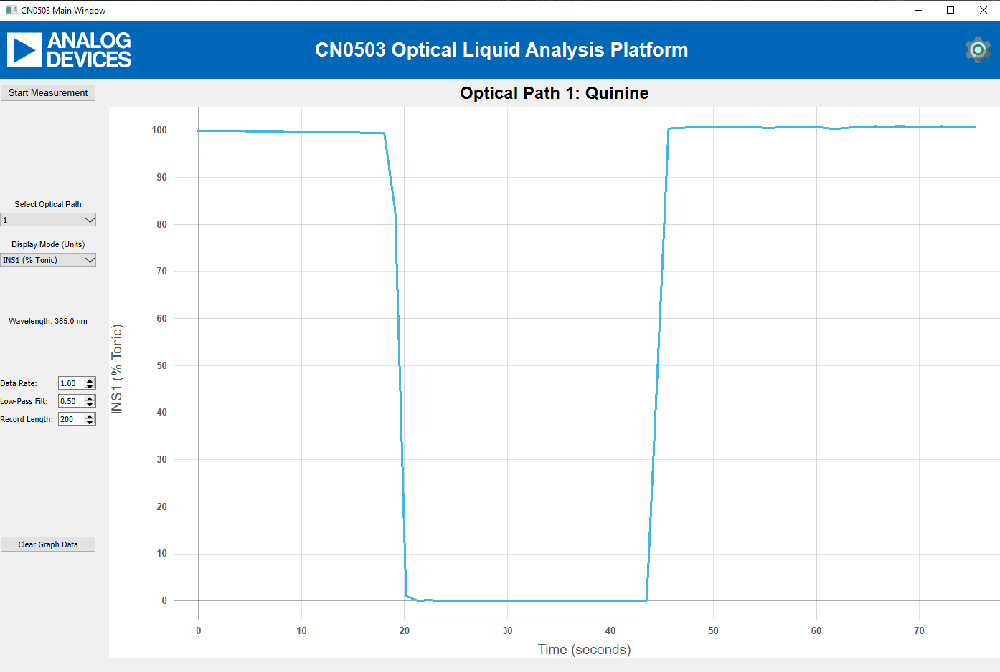 CN0503 Main Window
ANALOG
DEVICES
CN0503 Optical Liquid Analysis Platform
Start Measurement
Optical Path 1: Quinine
Select Optical Path
1
Display Mode (Units)
INS1 (% Tonic)
Wavelength: 365.0 nm
Data Rate: 1.00
Low-Pass Filt: 0.50
Record Length: 200
Clear Graph Data
INS1 (% Tonic)
100
90
80
70
60
50
40
30
20
10
0
0 10 20 30 40 50 60 70
Time (seconds)